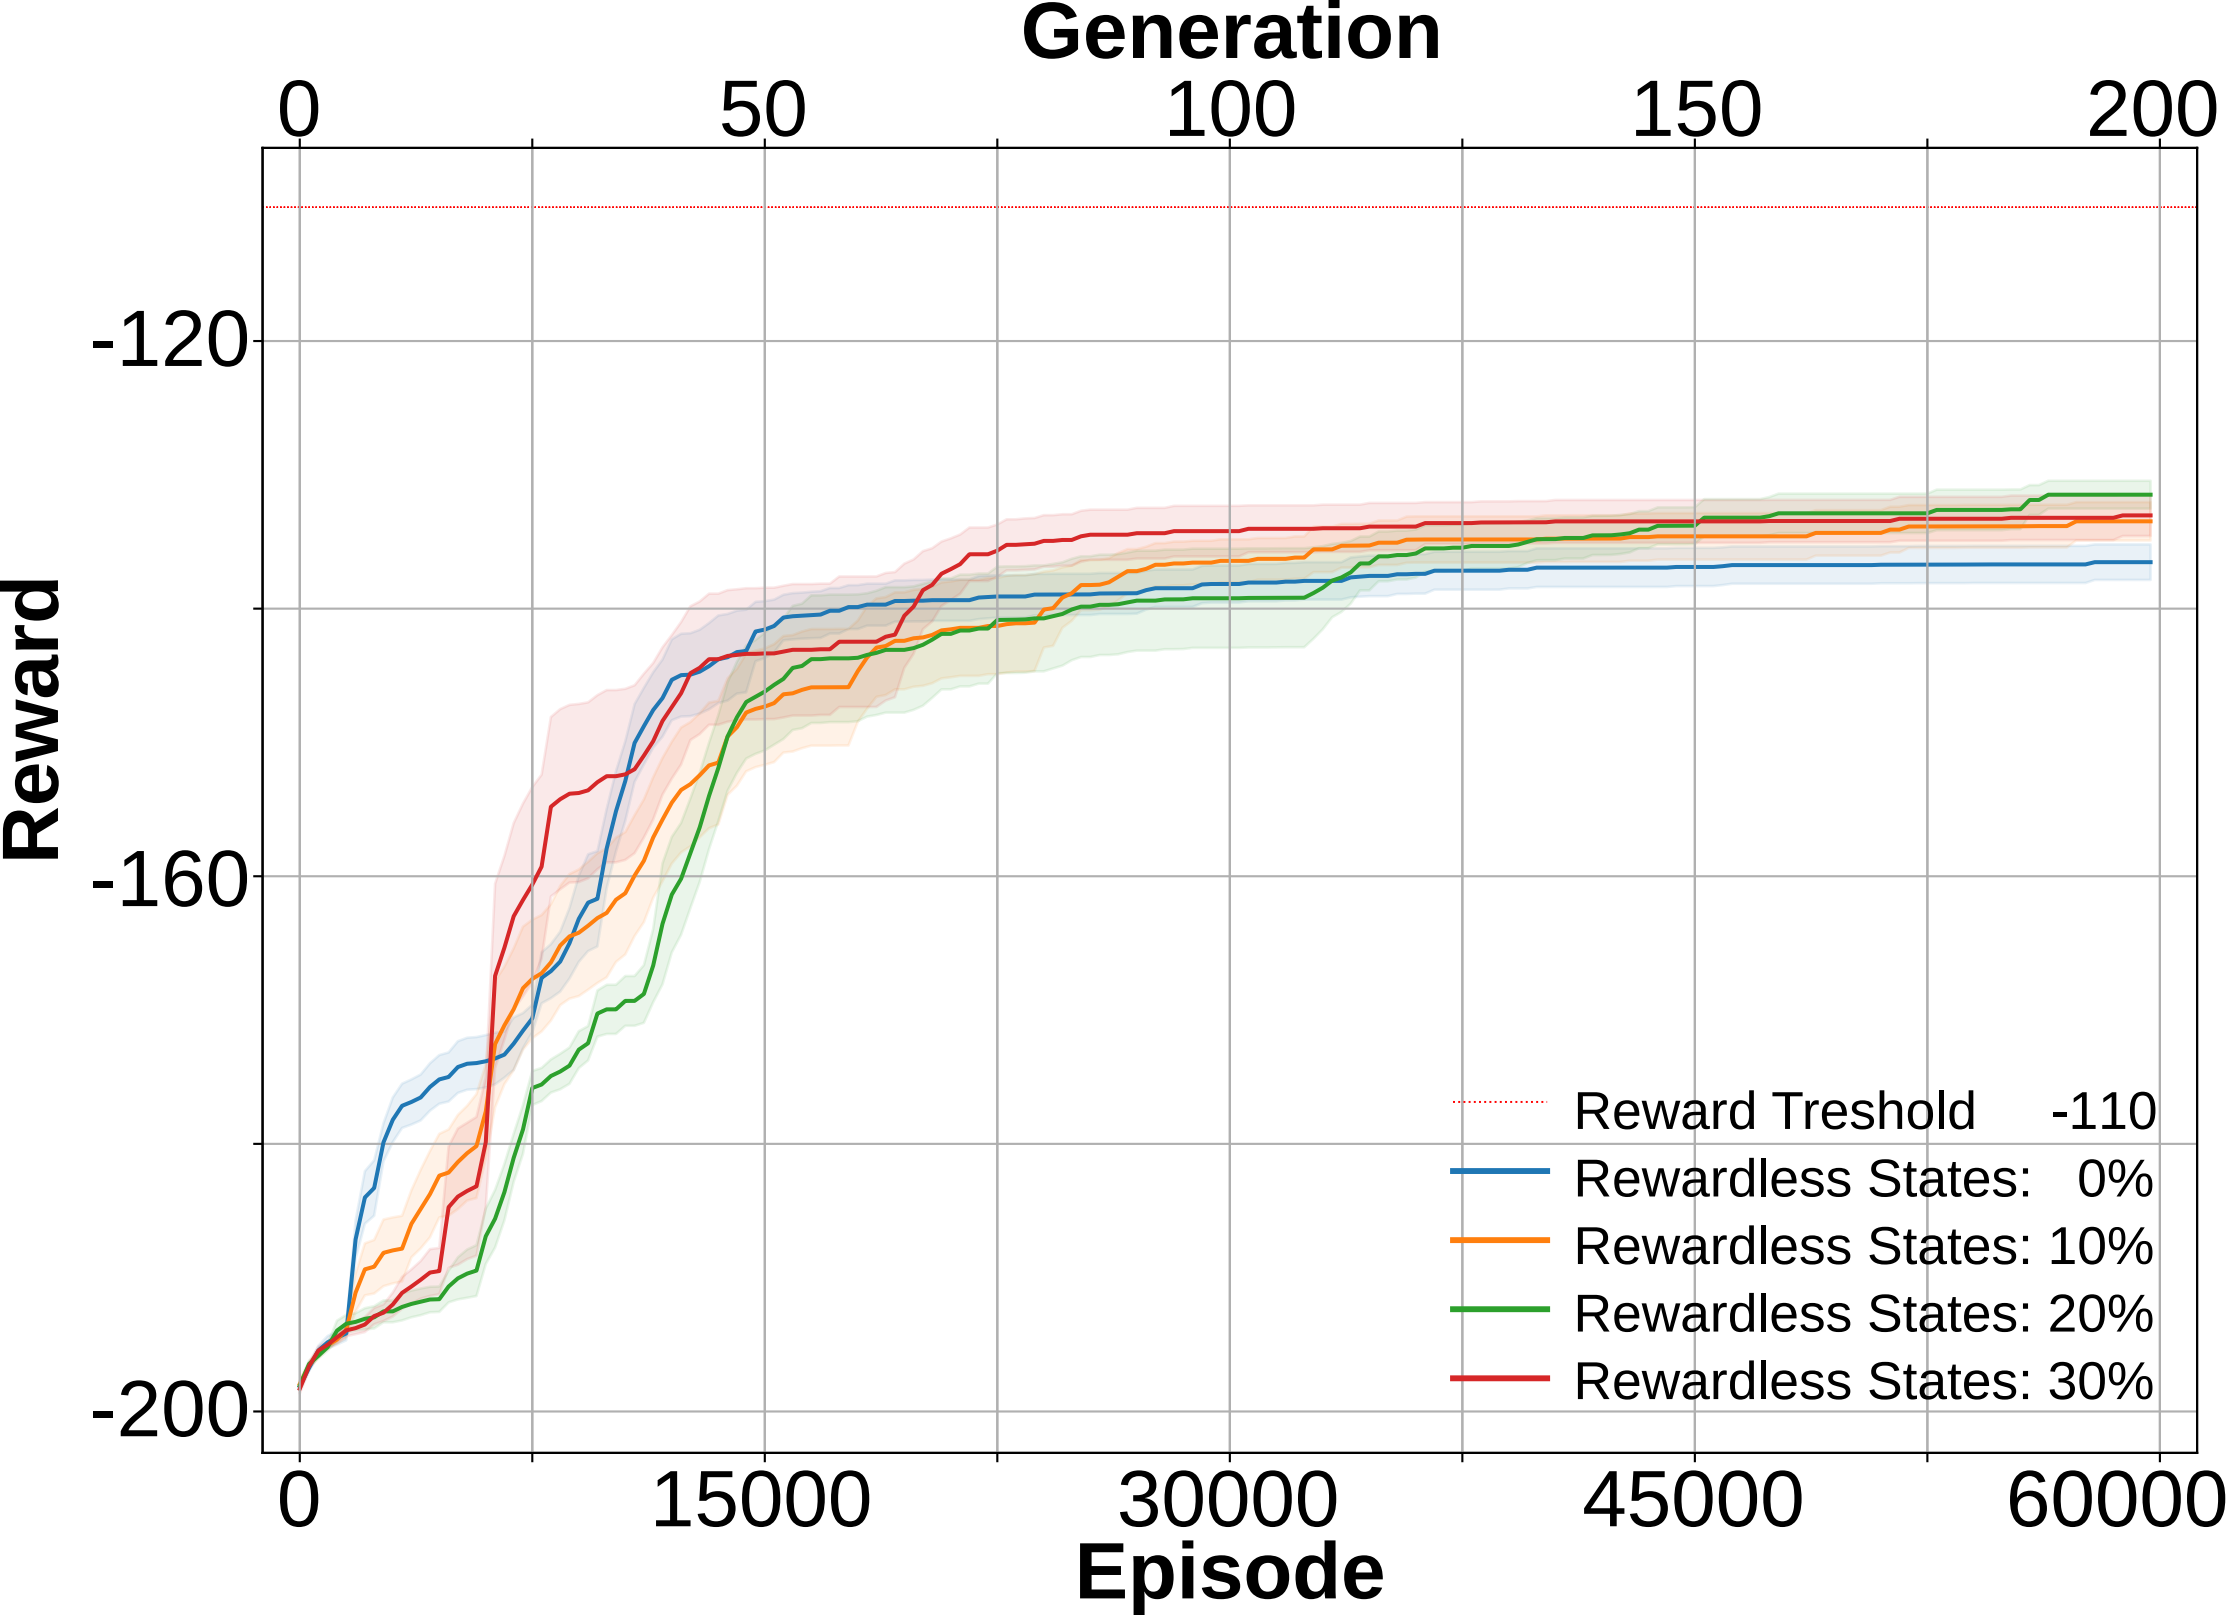 Generation
0 50 100 150 200
-120
-160
-200
Reward
Reward Treshold -110
Rewardless States: 0%
Rewardless States: 10%
Rewardless States: 20%
Rewardless States: 30%
0 15000 30000 45000 60000
Episode